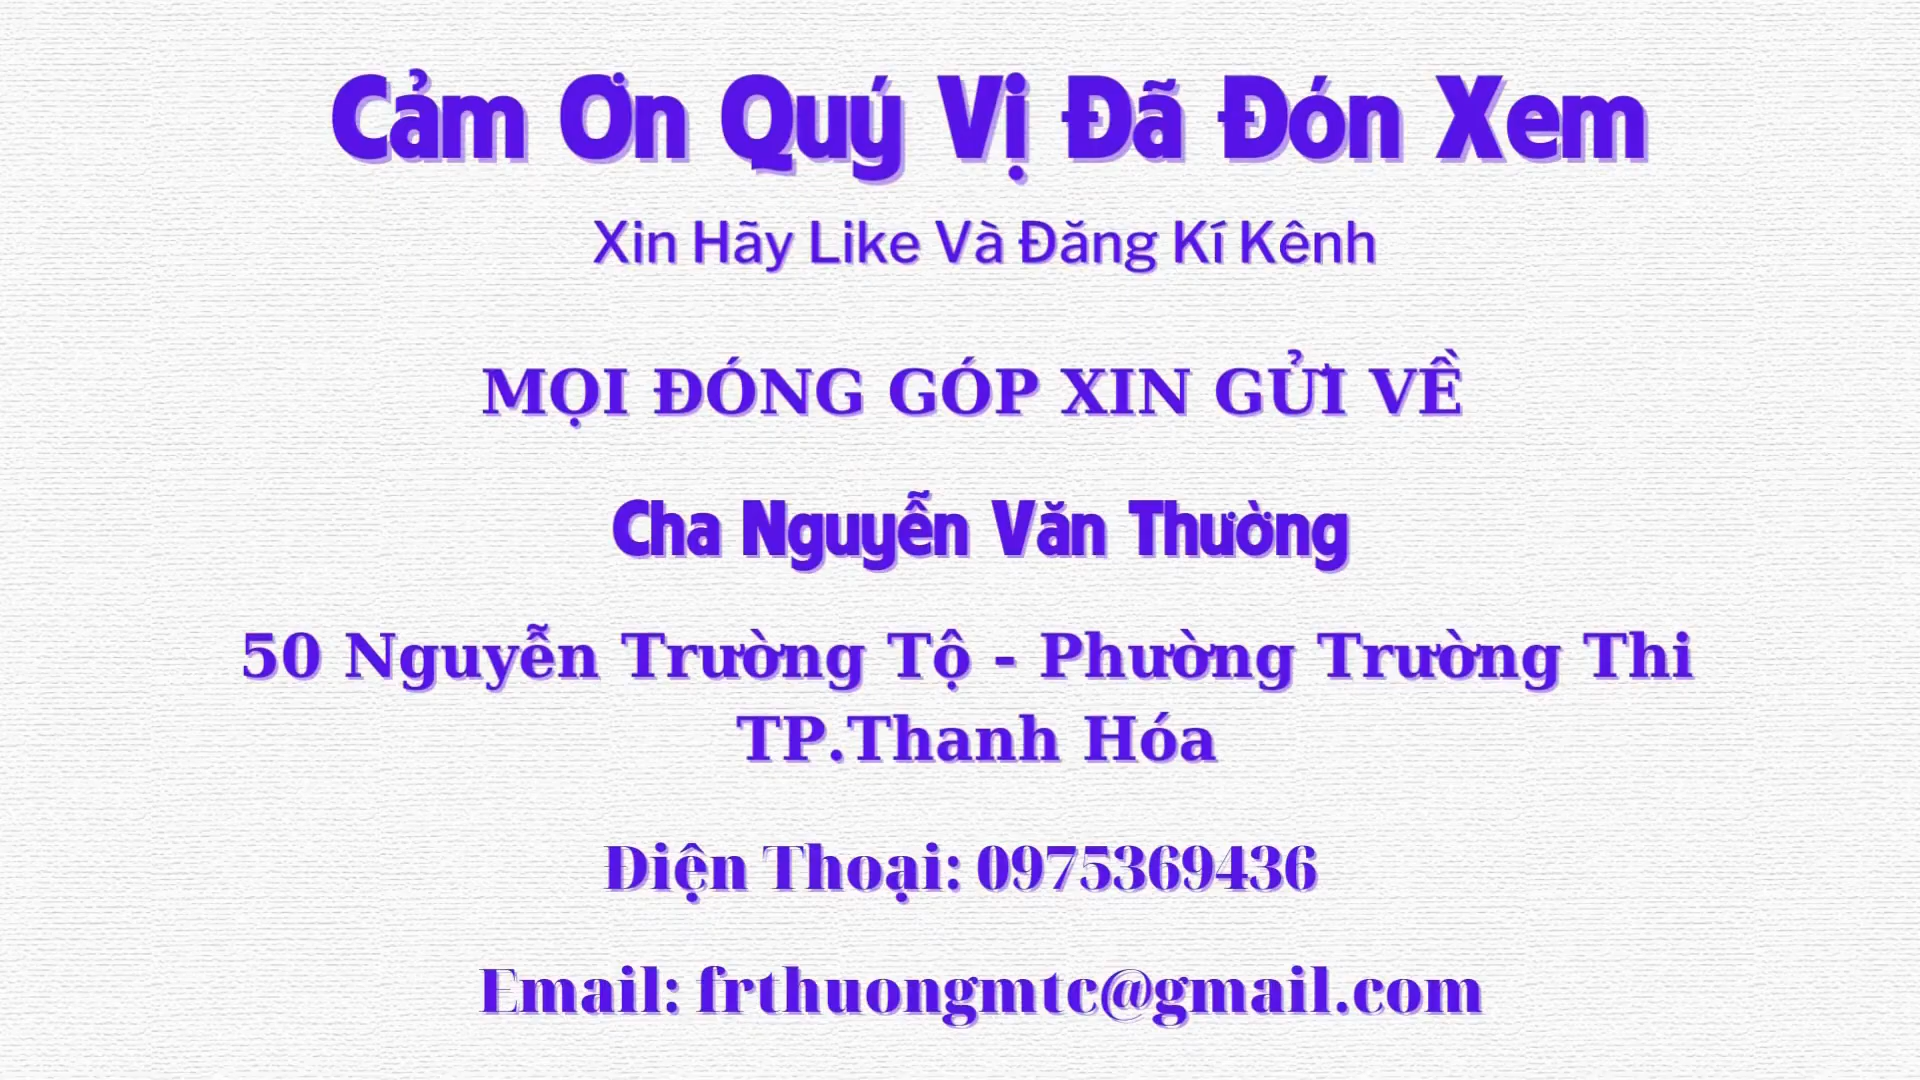 Cảm Ơn Quý Vị Đã Đón Xem
Xin Hãy Like Và Đăng Kí Kênh
MỌI ĐÓNG GÓP XIN GỬI VỀ
Cha Nguyễn Văn Thường
50 Nguyễn Trường Tộ - Phường Trường Thi
TP.Thanh Hóa
Điện Thoại: 0975369436
Email: frthuongmtc@gmail.com